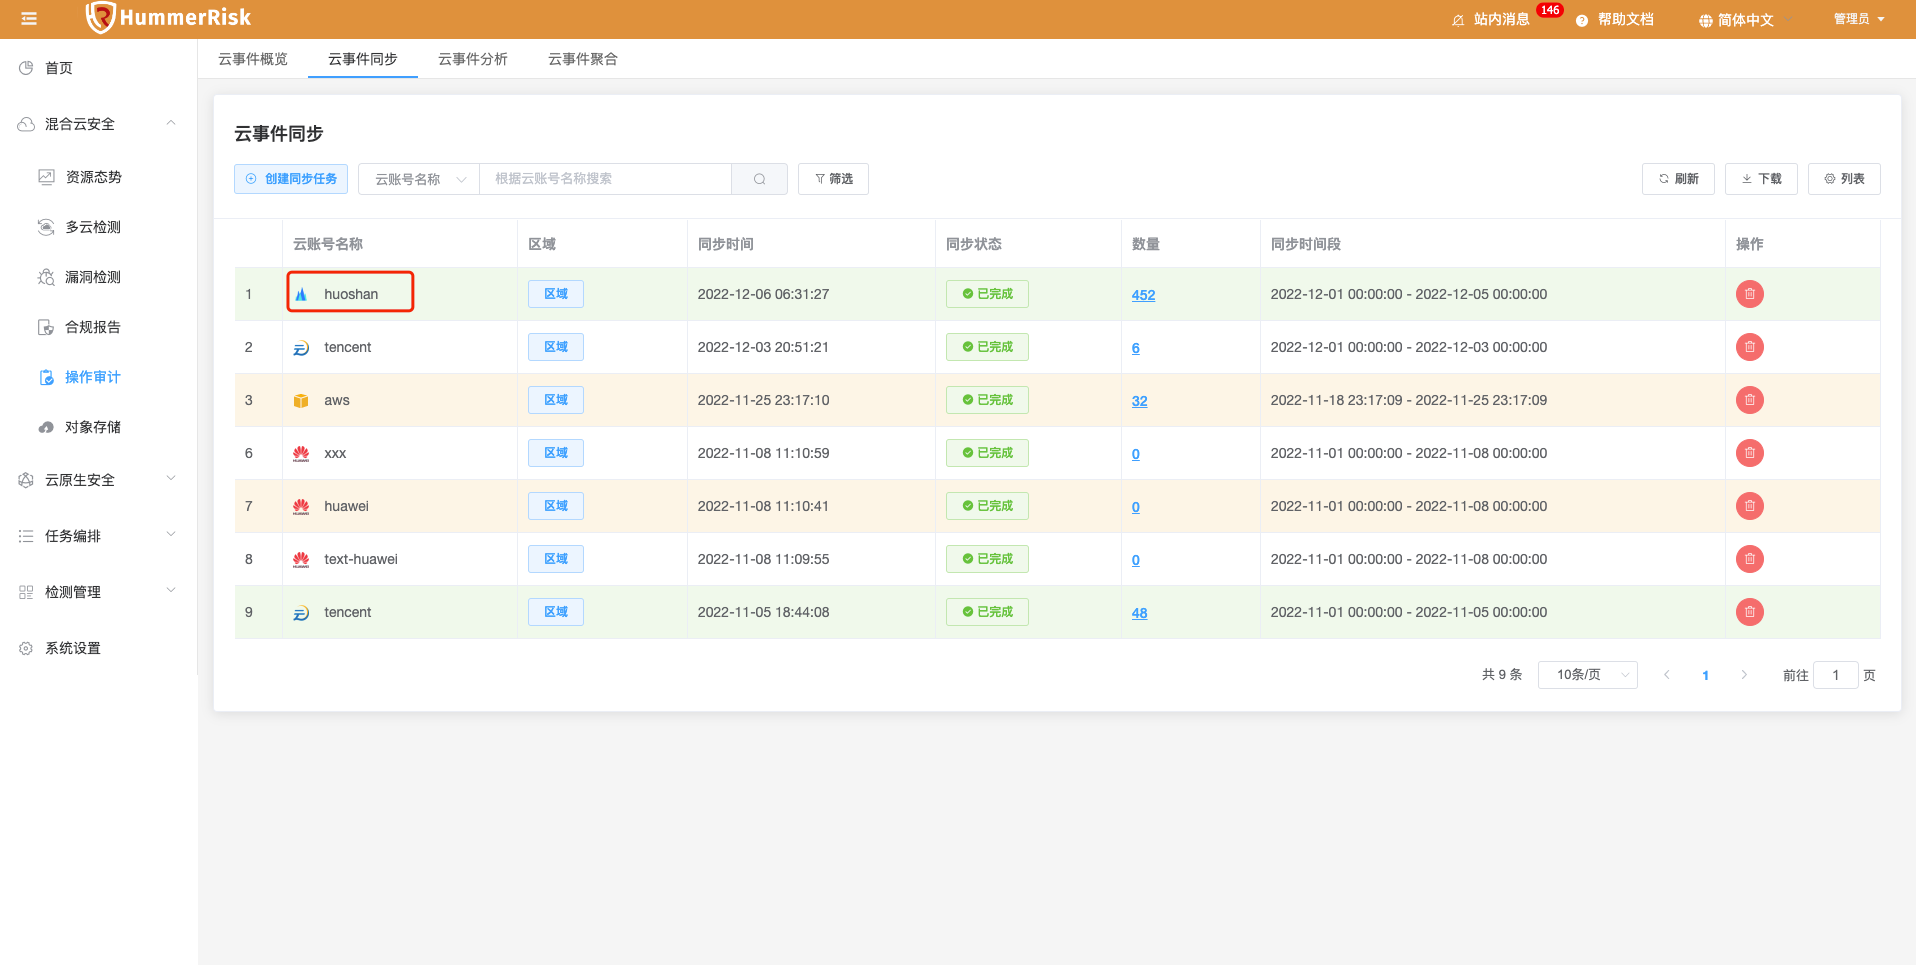 HummerRisk
站内消息 146 帮助文档 简体中文 管理员
首页
混合云安全
资源态势
多云检测
漏洞检测
合规报告
操作审计
对象存储
云原生安全
任务编排
检测管理
系统设置
云事件概览 云事件同步 云事件分析 云事件聚合
云事件同步
创建同步任务 云账号名称 根据云账号名称搜索 筛选 刷新 下载 列表
云账号名称 区域 同步时间 同步状态 数量 同步时间段 操作
1 huoshan 区域 2022-12-06 06:31:27 已完成 452 2022-12-01 00:00:00 - 2022-12-05 00:00:00
2 tencent 区域 2022-12-03 20:51:21 已完成 6 2022-12-01 00:00:00 - 2022-12-03 00:00:00
3 aws 区域 2022-11-25 23:17:10 已完成 32 2022-11-18 23:17:09 - 2022-11-25 23:17:09
6 HUAWEI xxx 区域 2022-11-08 11:10:59 已完成 0 2022-11-01 00:00:00 - 2022-11-08 00:00:00
7 HUAWEI huawei 区域 2022-11-08 11:10:41 已完成 0 2022-11-01 00:00:00 - 2022-11-08 00:00:00
8 HUAWEI text-huawei 区域 2022-11-08 11:09:55 已完成 0 2022-11-01 00:00:00 - 2022-11-08 00:00:00
9 tencent 区域 2022-11-05 18:44:08 已完成 48 2022-11-01 00:00:00 - 2022-11-05 00:00:00
共 9 条 10条/页 1 前往 1 页